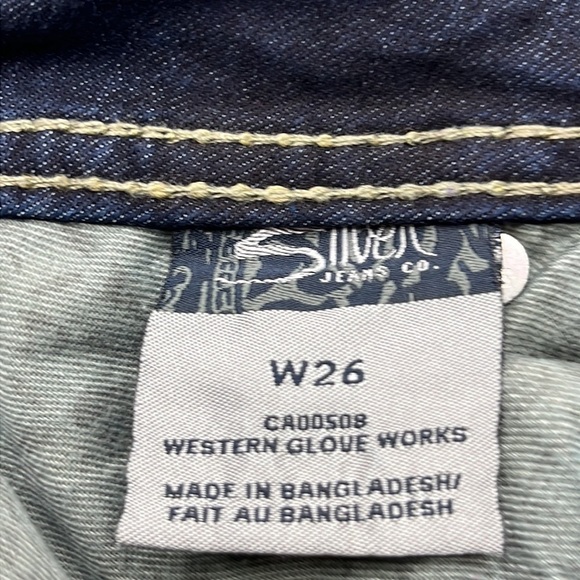 Silver
JEANS CO.
W26
CA00508
WESTERN GLOVE WORKS
MADE IN BANGLADESH/
FAIT AU BANGLADESH